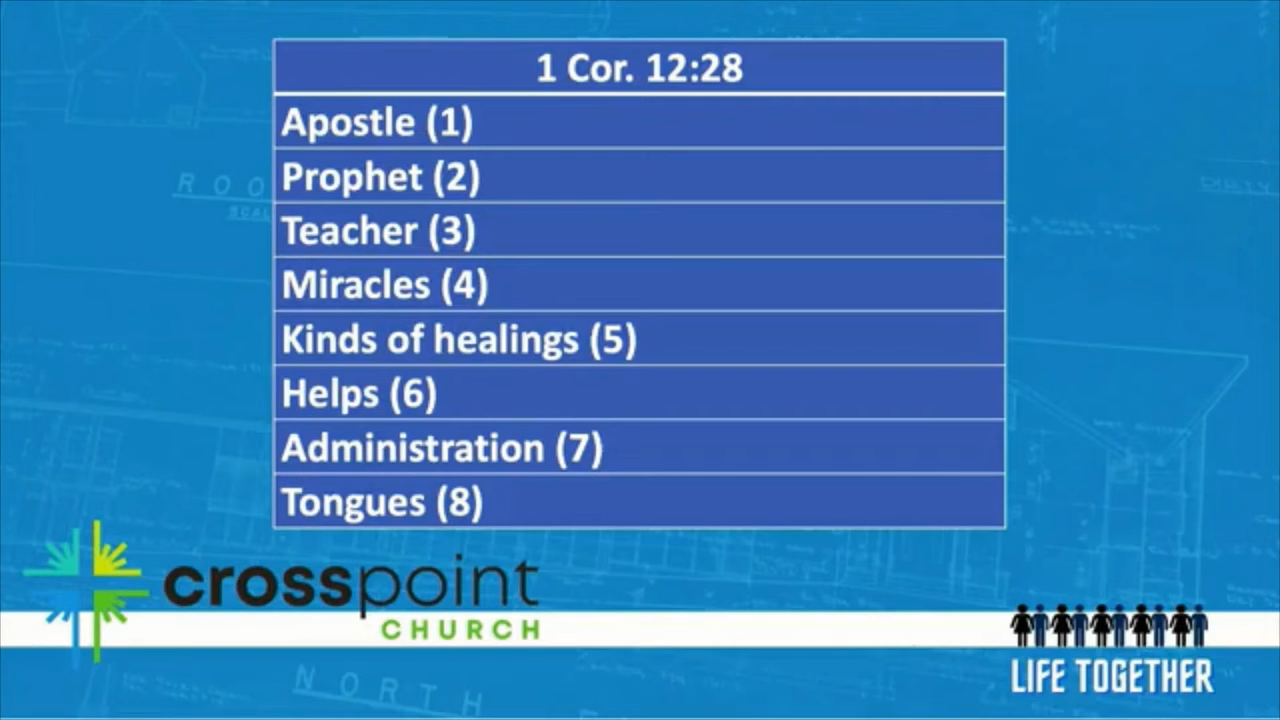 1 Cor. 12:28
Apostle (1)
Prophet (2)
Teacher (3)
Miracles (4)
Kinds of healings (5)
Helps (6)
Administration (7)
Tongues (8)
crosspoint
CHURCH
LIFE TOGETHER
NORTH